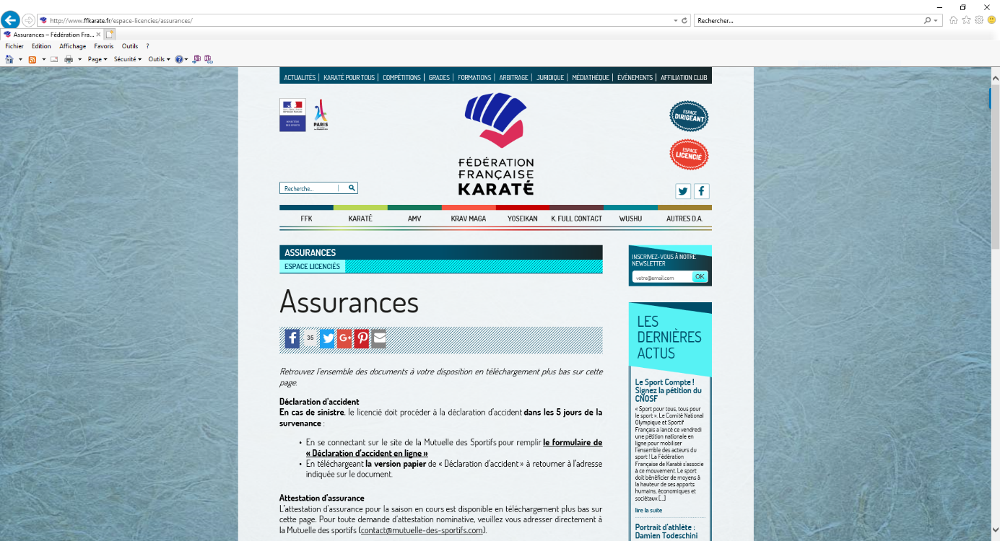 http://www.ffkarate.fr/espace-licencies/assurances/
Rechercher...
Assurances – Fédération Fra...
Fichier Edition Affichage Favoris Outils ?
Page Sécurité Outils
ACTUALITÉS | KARATÉ POUR TOUS | COMPÉTITIONS | GRADES | FORMATIONS | ARBITRAGE | JURIDIQUE | MÉDIATHÈQUE | ÉVÉNEMENTS | AFFILIATION CLUB
PARIS
ESPACE
DIRIGEANT
ESPACE
LICENCIÉ
FÉDÉRATION
FRANÇAISE
KARATÉ
Recherche...
FFK KARATÉ AMV KRAV MAGA YOSEIKAN K. FULL CONTACT WUSHU AUTRES D.A.
ASSURANCES
ESPACE LICENCIÉS
Assurances
35
Retrouvez l'ensemble des documents à votre disposition en téléchargement plus bas sur cette
page.
Déclaration d'accident
En cas de sinistre, le licencié doit procéder à la déclaration d'accident dans les 5 jours de la
survenance :
• En se connectant sur le site de la Mutuelle des Sportifs pour remplir le formulaire de
« Déclaration d'accident en ligne »
• En téléchargeant la version papier de « Déclaration d'accident » à retourner à l'adresse
indiquée sur le document.
Attestation d'assurance
L'attestation d'assurance pour la saison en cours est disponible en téléchargement plus bas sur
cette page. Pour toute demande d'attestation nominative, veuillez vous adresser directement à
la Mutuelle des sportifs (contact@mutuelle-des-sportifs.com).
INSCRIVEZ-VOUS À NOTRE
NEWSLETTER
votre@email.com OK
LES
DERNIÈRES
ACTUS
Le Sport Compte !
Signez la pétition du
CNOSF
« Sport pour tous, tous pour
le sport ». Le Comité National
Olympique et Sportif
Français a lancé ce vendredi
une pétition nationale en
ligne pour mobiliser
l'ensemble des acteurs du
sport ! La Fédération
Française de Karaté s'associe
à ce mouvement. Le sport
doit bénéficier de moyens à
la hauteur de ses apports
humains, économiques et
sociétaux [...]
lire la suite
Portrait d'athlète :
Damien Todeschini